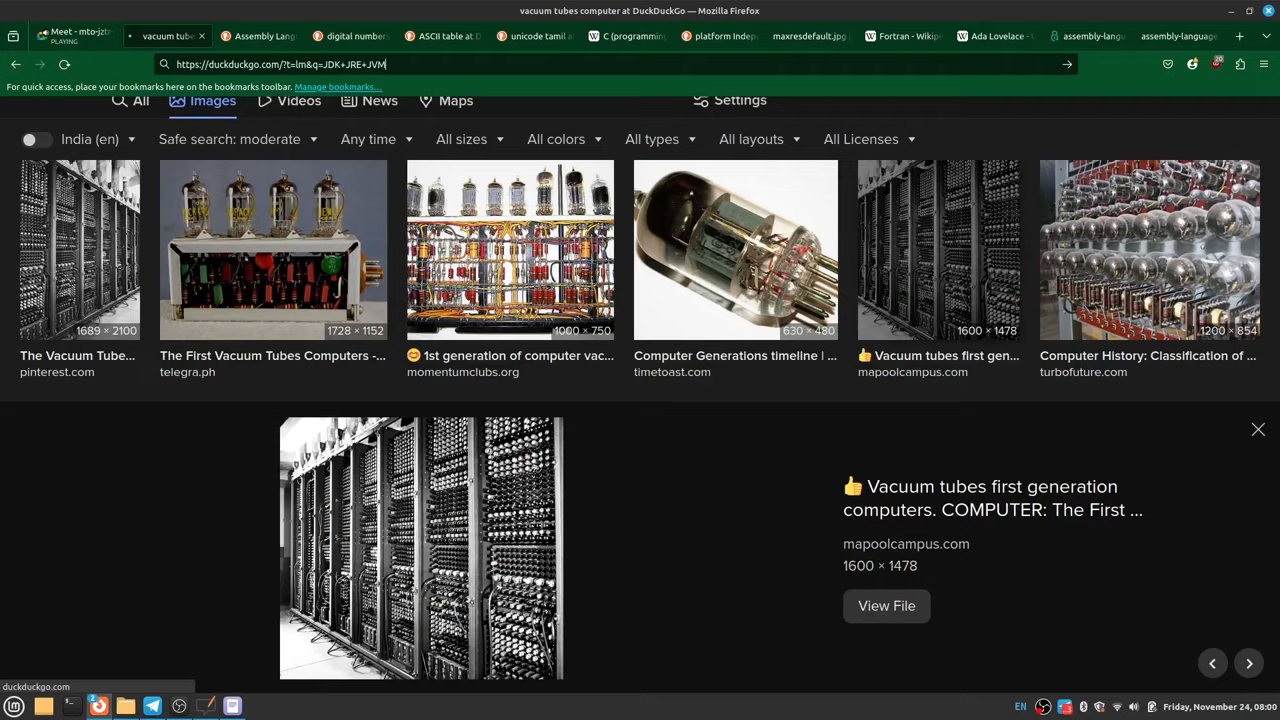 vacuum tubes computer at DuckDuckGo — Mozilla Firefox
Meet - mto-jztr
PLAYING
vacuum tube
Assembly Lang
digital numbers
ASCII table at D
unicode tamil al
C (programming
platform Indep
maxresdefault.jpg (
Fortran - Wikipe
Ada Lovelace - W
assembly-langu
assembly-language
https://duckduckgo.com/?t=lm&q=JDK+JRE+JVM
20
For quick access, place your bookmarks here on the bookmarks toolbar. Manage bookmarks...
All Images Videos News Maps Settings
India (en) Safe search: moderate Any time All sizes All colors All types All layouts All Licenses
1689 × 2100
1728 × 1152
1000 × 750
630 × 480
1600 × 1478
1200 × 854
The Vacuum Tube...
pinterest.com
The First Vacuum Tubes Computers -...
telegra.ph
😊 1st generation of computer vac...
momentumclubs.org
Computer Generations timeline | ...
timetoast.com
👍 Vacuum tubes first gen...
mapoolcampus.com
Computer History: Classification of ...
turbofuture.com
👍 Vacuum tubes first generation
computers. COMPUTER: The First ...
mapoolcampus.com
1600 × 1478
View File
duckduckgo.com
2
EN
Friday, November 24, 08:00